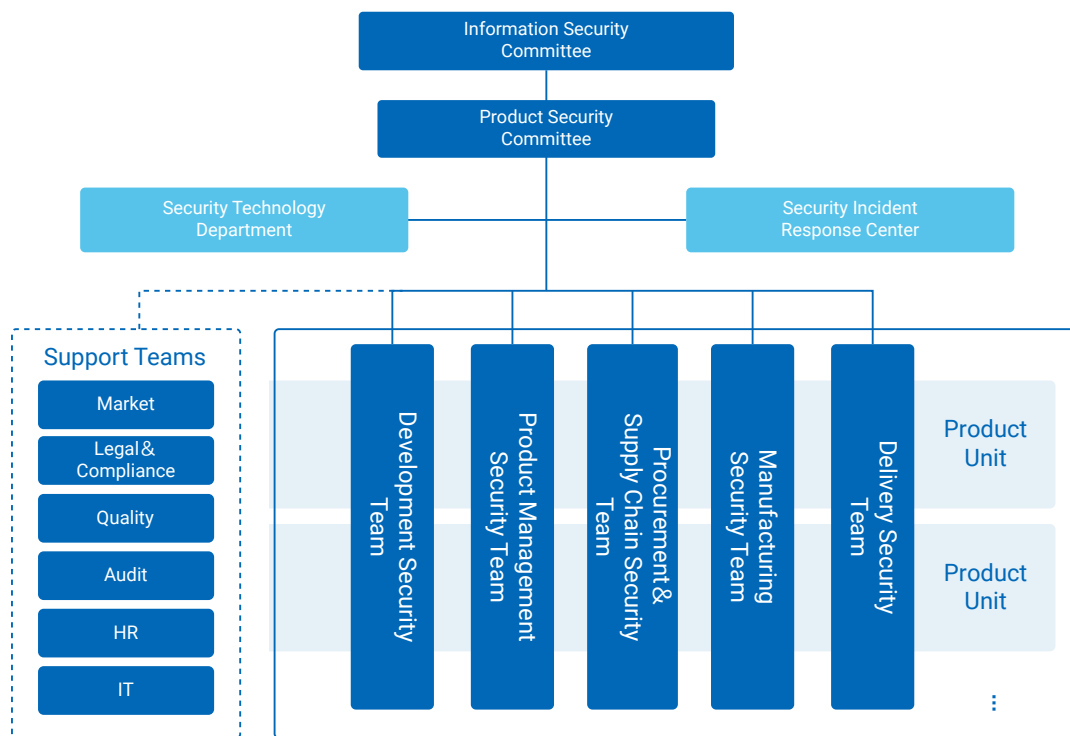 Information Security
Committee
Product Security
Committee
Security Technology
Department
Security Incident
Response Center
Support Teams
Market
Legal＆
Compliance
Quality
Audit
HR
IT
Development Security
Team
Product Management
Security Team
Procurement&
Supply Chain Security
Team
Manufacturing
Security Team
Delivery Security
Team
Product
Unit
Product
Unit
...